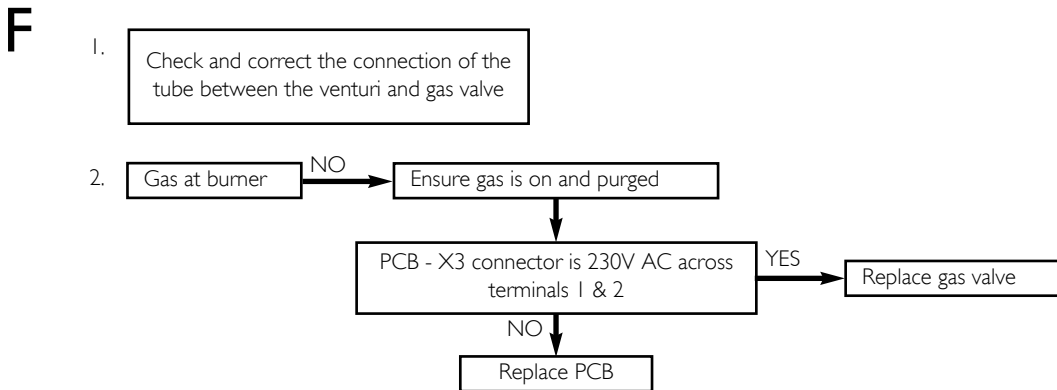 F
1.
Check and correct the connection of the
tube between the venturi and gas valve
2.
Gas at burner
NO
Ensure gas is on and purged
PCB - X3 connector is 230V AC across
terminals 1 & 2
YES
Replace gas valve
NO
Replace PCB